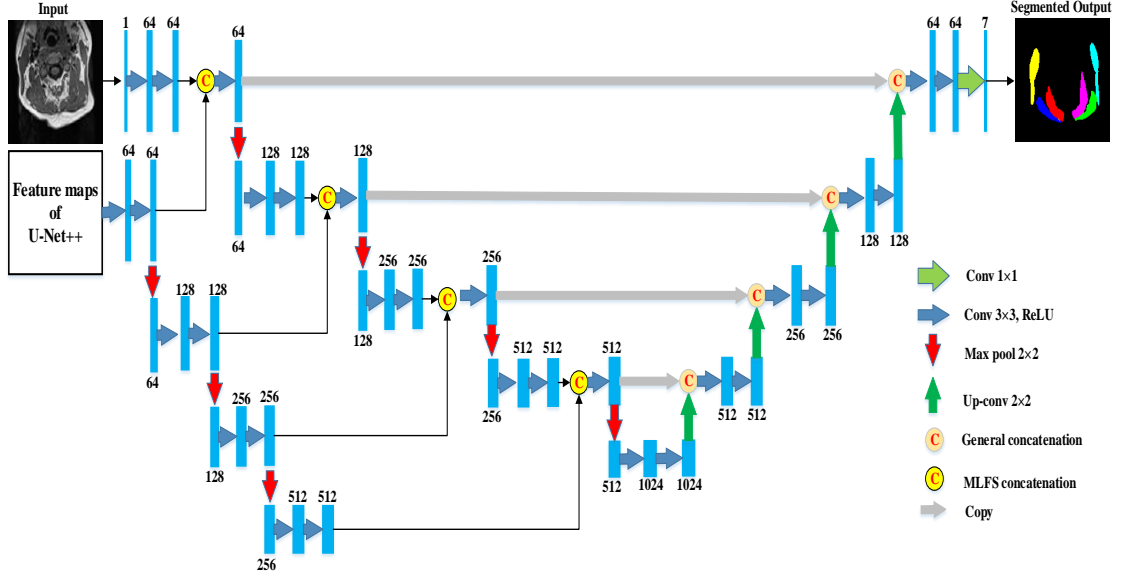 Input
Segmented Output
1 64 64
64
64 64 7
C
C
64 64
128 128
128
Feature maps
of
U-Net++
C
C
64
128 128
256 256
256
128 128
128 128
C
C
64
128
256 256
512 512
512
256 256
C
C
256
512 512
128
512 1024 1024
512 512
256
Conv 1×1
Conv 3×3, ReLU
Max pool 2×2
Up-conv 2×2
C General concatenation
C MLFS concatenation
Copy